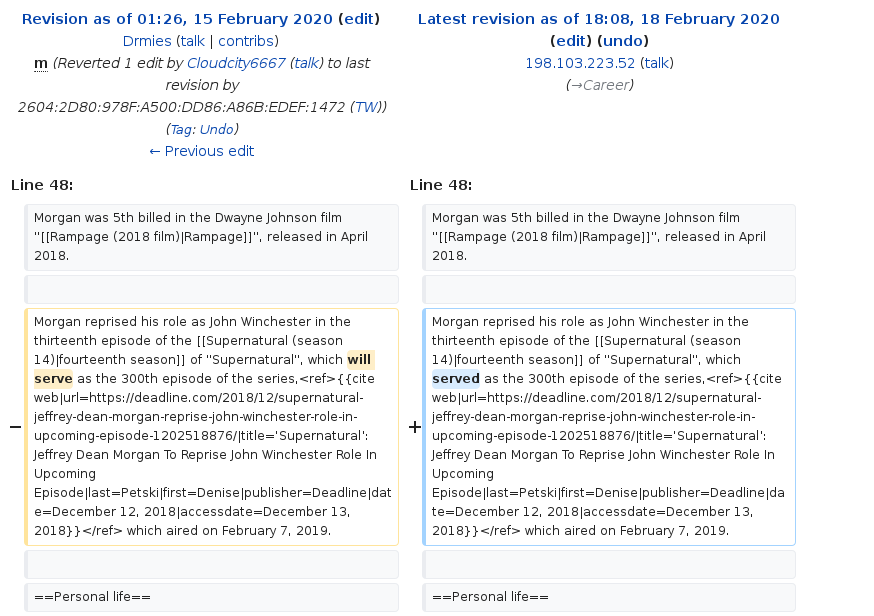 Revision as of 01:26, 15 February 2020 (edit)
Drmies (talk | contribs)
m (Reverted 1 edit by Cloudcity6667 (talk) to last
revision by
2604:2D80:978F:A500:DD86:A86B:EDEF:1472 (TW))
(Tag: Undo)
← Previous edit
Latest revision as of 18:08, 18 February 2020
(edit) (undo)
198.103.223.52 (talk)
(→Career)
Line 48:
Morgan was 5th billed in the Dwayne Johnson film
"[[Rampage (2018 film)|Rampage]]", released in April
2018.
− Morgan reprised his role as John Winchester in the
thirteenth episode of the [[Supernatural (season
14)|fourteenth season]] of "Supernatural", which will
serve as the 300th episode of the series,<ref>{{cite
web|url=https://deadline.com/2018/12/supernatural-
jeffrey-dean-morgan-reprise-john-winchester-role-in-
upcoming-episode-1202518876/|title='Supernatural':
Jeffrey Dean Morgan To Reprise John Winchester Role In
Upcoming
Episode|last=Petski|first=Denise|publisher=Deadline|dat
e=December 12, 2018|accessdate=December 13,
2018}}</ref> which aired on February 7, 2019.
==Personal life==
Line 48:
Morgan was 5th billed in the Dwayne Johnson film
"[[Rampage (2018 film)|Rampage]]", released in April
2018.
+ Morgan reprised his role as John Winchester in the
thirteenth episode of the [[Supernatural (season
14)|fourteenth season]] of "Supernatural", which
served as the 300th episode of the series,<ref>{{cite
web|url=https://deadline.com/2018/12/supernatural-
jeffrey-dean-morgan-reprise-john-winchester-role-in-
upcoming-episode-1202518876/|title='Supernatural':
Jeffrey Dean Morgan To Reprise John Winchester Role In
Upcoming
Episode|last=Petski|first=Denise|publisher=Deadline|da
te=December 12, 2018|accessdate=December 13,
2018}}</ref> which aired on February 7, 2019.
==Personal life==